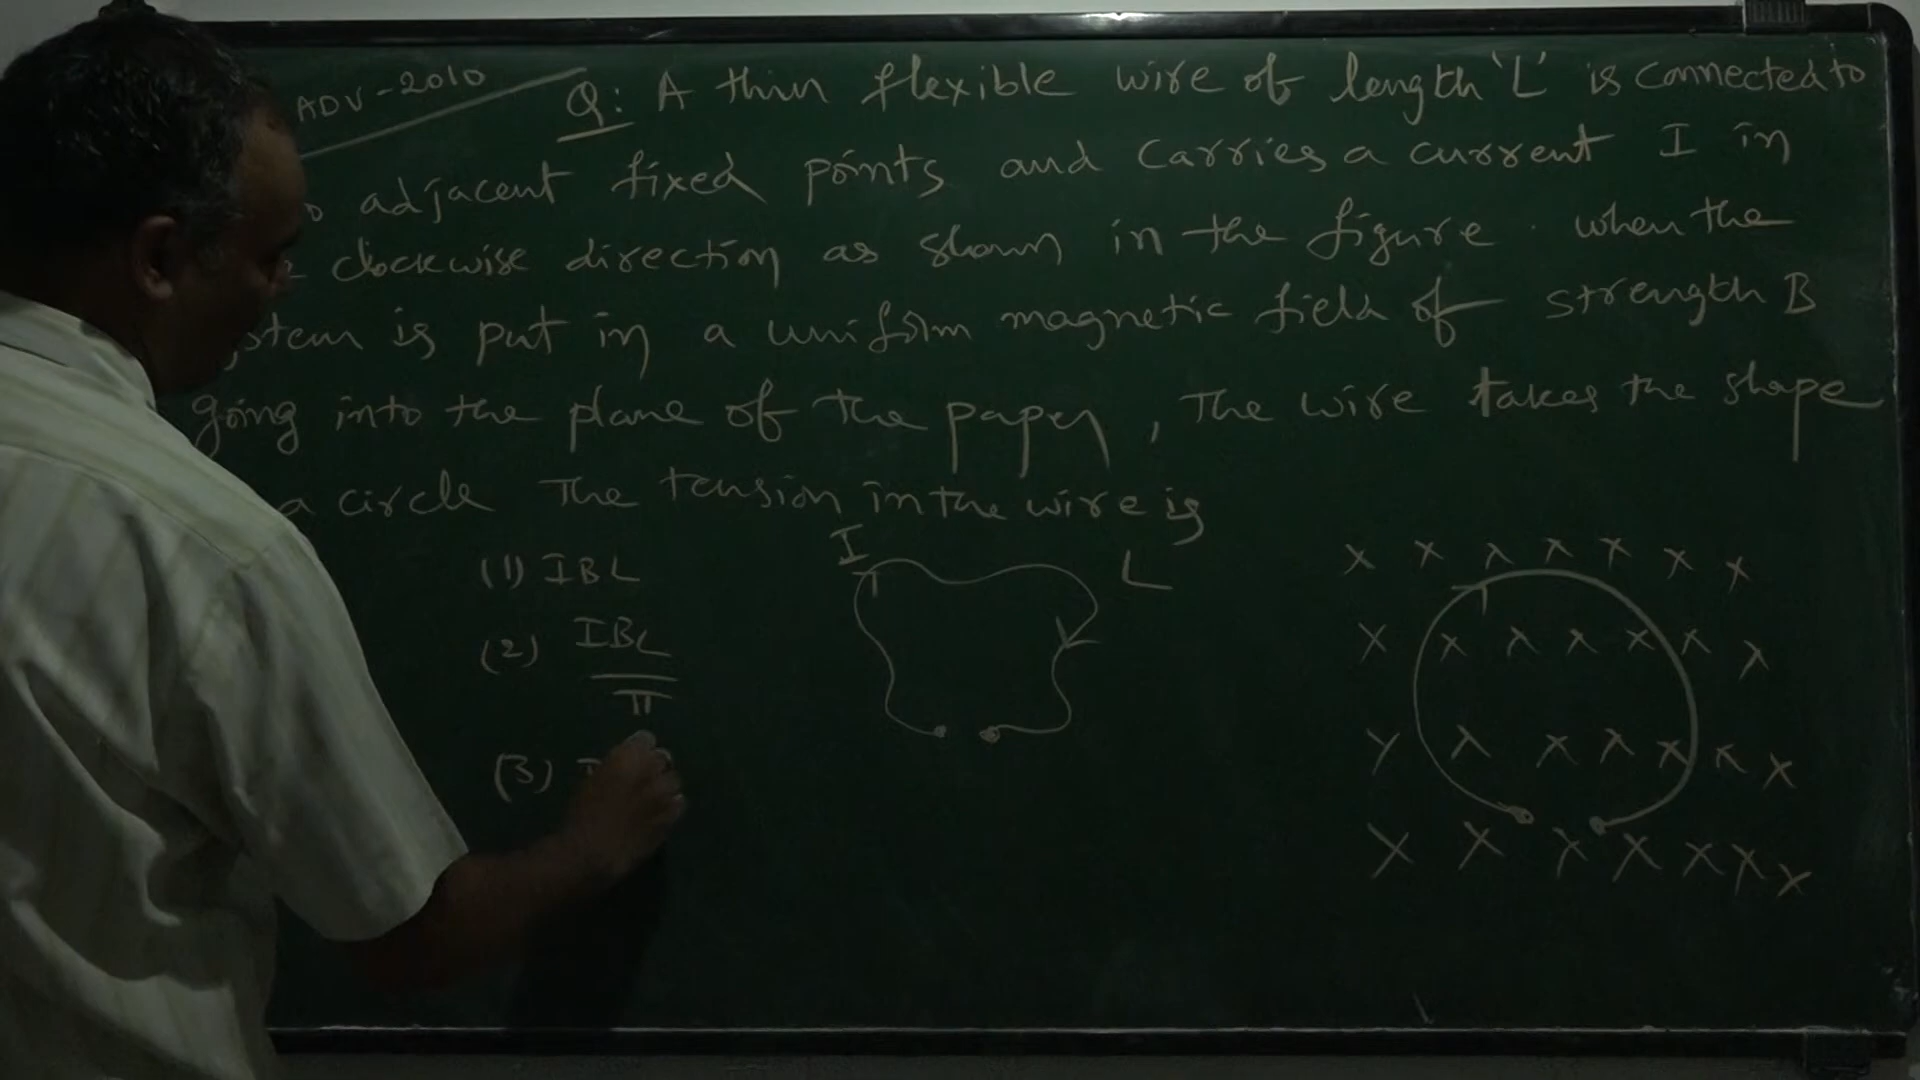 ADV-2010
Q: A thin flexible wire of length 'L' is connected to
adjacent fixed points and carries a current I in
clockwise direction as shown in the figure. when the
stem is put in a uniform magnetic field of strength B
going into the plane of the paper, The wire takes the shape
a circle The tension in the wire is
(1) IBL
(2) IBL
π
(3) I
I L
x x x x x x x
x x x x x x x
x x x x x x x
x x x x x x x